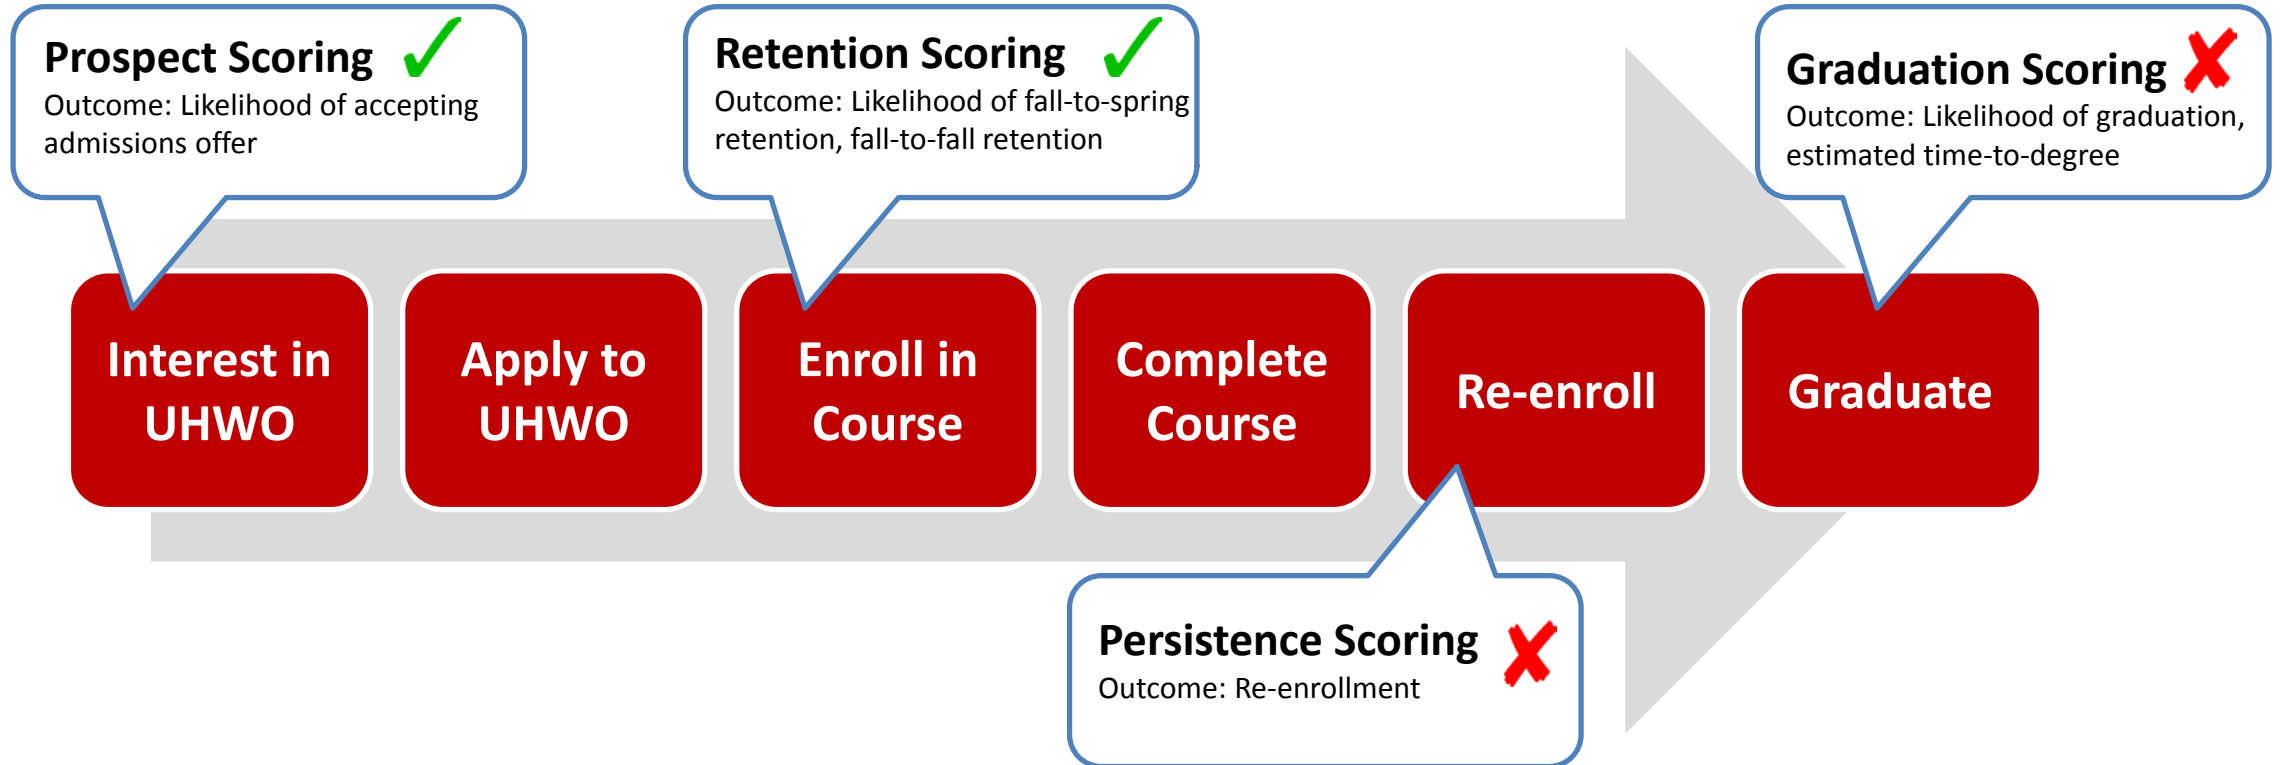 Prospect Scoring
Outcome: Likelihood of accepting
admissions offer
Retention Scoring
Outcome: Likelihood of fall-to-spring
retention, fall-to-fall retention
Graduation Scoring
Outcome: Likelihood of graduation,
estimated time-to-degree
Interest in
UHWO
Apply to
UHWO
Enroll in
Course
Complete
Course
Re-enroll
Graduate
Persistence Scoring
Outcome: Re-enrollment